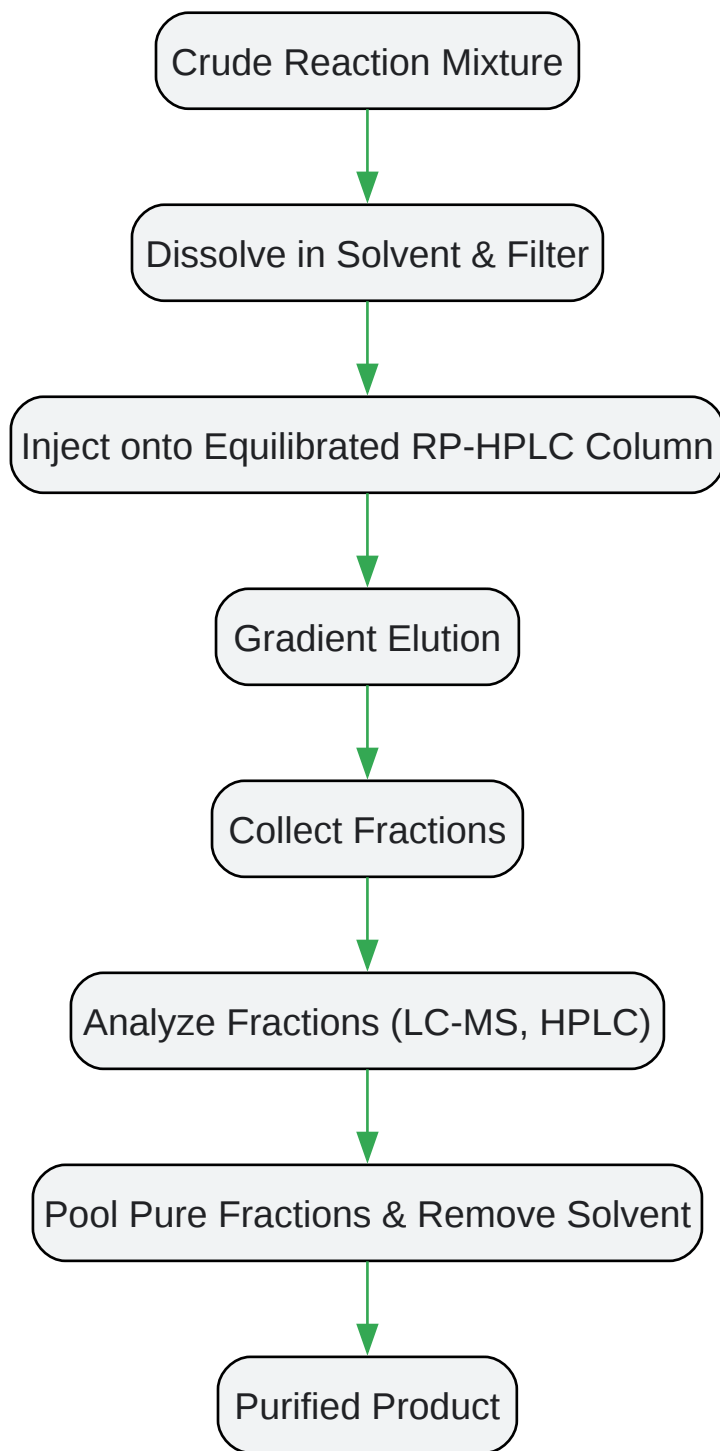 Crude Reaction Mixture
Dissolve in Solvent & Filter
Inject onto Equilibrated RP-HPLC Column
Gradient Elution
Collect Fractions
Analyze Fractions (LC-MS, HPLC)
Pool Pure Fractions & Remove Solvent
Purified Product